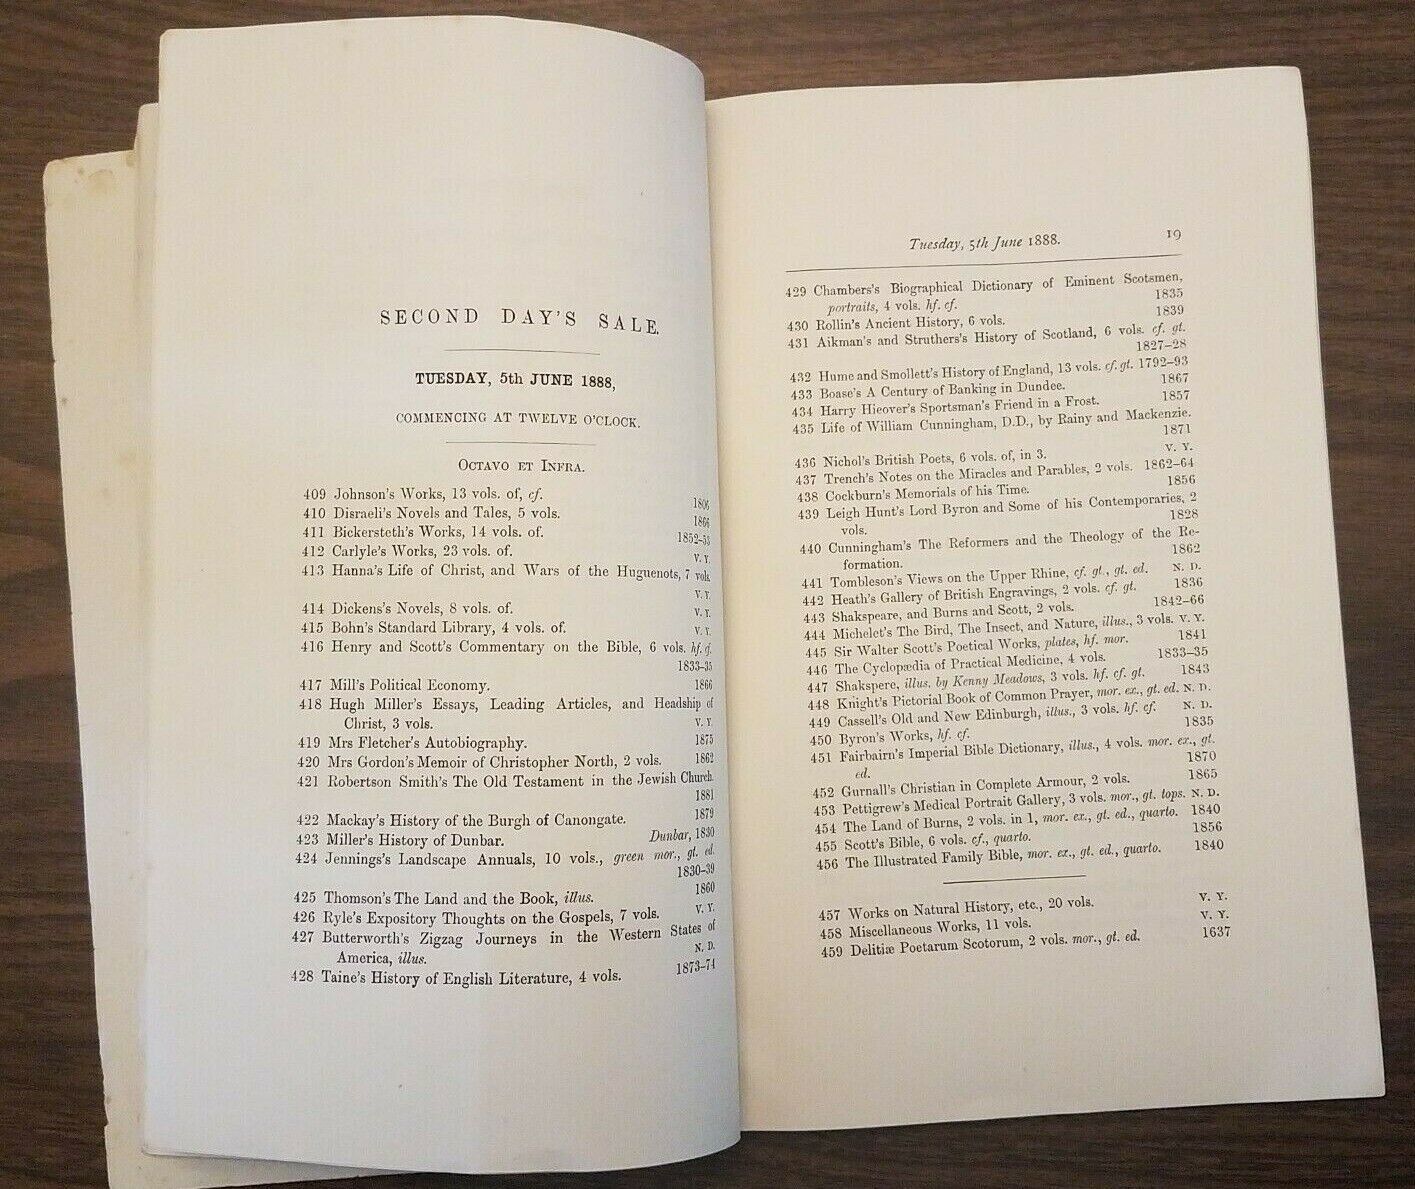 SECOND DAY'S SALE.
TUESDAY, 5th JUNE 1888,
COMMENCING AT TWELVE O'CLOCK.
OCTAVO ET INFRA.
409 Johnson's Works, 13 vols. of, cf. 1806
410 Disraeli's Novels and Tales, 5 vols. 1866
411 Bickersteth's Works, 14 vols. of. 1852-53
412 Carlyle's Works, 23 vols. of. V. Y.
413 Hanna's Life of Christ, and Wars of the Huguenots, 7 vols.
V. Y.
414 Dickens's Novels, 8 vols. of. V. Y.
415 Bohn's Standard Library, 4 vols. of. V. Y.
416 Henry and Scott's Commentary on the Bible, 6 vols. hf. cf.
1833-35
417 Mill's Political Economy. 1866
418 Hugh Miller's Essays, Leading Articles, and Headship of
Christ, 3 vols. V. Y.
419 Mrs Fletcher's Autobiography. 1875
420 Mrs Gordon's Memoir of Christopher North, 2 vols. 1862
421 Robertson Smith's The Old Testament in the Jewish Church.
1881
422 Mackay's History of the Burgh of Canongate. 1879
423 Miller's History of Dunbar. Dunbar, 1830
424 Jennings's Landscape Annuals, 10 vols., green mor., gt. ed.
1830-39
425 Thomson's The Land and the Book, illus. 1860
426 Ryle's Expository Thoughts on the Gospels, 7 vols. V. Y.
427 Butterworth's Zigzag Journeys in the Western States of
America, illus. N. D.
428 Taine's History of English Literature, 4 vols. 1873-74
Tuesday, 5th June 1888. 19
429 Chambers's Biographical Dictionary of Eminent Scotsmen,
portraits, 4 vols. hf. cf. 1835
430 Rollin's Ancient History, 6 vols. 1839
431 Aikman's and Struthers's History of Scotland, 6 vols. cf. gt.
1827-28
432 Hume and Smollett's History of England, 13 vols. cf. gt. 1792-93
433 Boase's A Century of Banking in Dundee. 1867
434 Harry Hieover's Sportsman's Friend in a Frost. 1857
435 Life of William Cunningham, D.D., by Rainy and Mackenzie.
1871
436 Nichol's British Poets, 6 vols. of, in 3. V. Y.
437 Trench's Notes on the Miracles and Parables, 2 vols. 1862-64
438 Cockburn's Memorials of his Time. 1856
439 Leigh Hunt's Lord Byron and Some of his Contemporaries, 2
vols. 1828
440 Cunningham's The Reformers and the Theology of the Re-
formation. 1862
441 Tombleson's Views on the Upper Rhine, cf. gt., gt. ed. N. D.
442 Heath's Gallery of British Engravings, 2 vols. cf. gt. 1836
443 Shakspeare, and Burns and Scott, 2 vols. 1842-66
444 Michelet's The Bird, The Insect, and Nature, illus., 3 vols. V. Y.
445 Sir Walter Scott's Poetical Works, plates, hf. mor. 1841
446 The Cyclopædia of Practical Medicine, 4 vols. 1833-35
447 Shakspere, illus. by Kenny Meadows, 3 vols. hf. cf. gt. 1843
448 Knight's Pictorial Book of Common Prayer, mor. ex., gt. ed. N. D.
449 Cassell's Old and New Edinburgh, illus., 3 vols. hf. cf. N. D.
450 Byron's Works, hf. cf. 1835
451 Fairbairn's Imperial Bible Dictionary, illus., 4 vols. mor. ex., gt.
ed. 1870
452 Gurnall's Christian in Complete Armour, 2 vols. 1865
453 Pettigrew's Medical Portrait Gallery, 3 vols. mor., gt. tops. N. D.
454 The Land of Burns, 2 vols. in 1, mor. ex., gt. ed., quarto. 1840
455 Scott's Bible, 6 vols. cf., quarto. 1856
456 The Illustrated Family Bible, mor. ex., gt. ed., quarto. 1840
457 Works on Natural History, etc., 20 vols. V. Y.
458 Miscellaneous Works, 11 vols. V. Y.
459 Delitiæ Poetarum Scotorum, 2 vols. mor., gt. ed. 1637